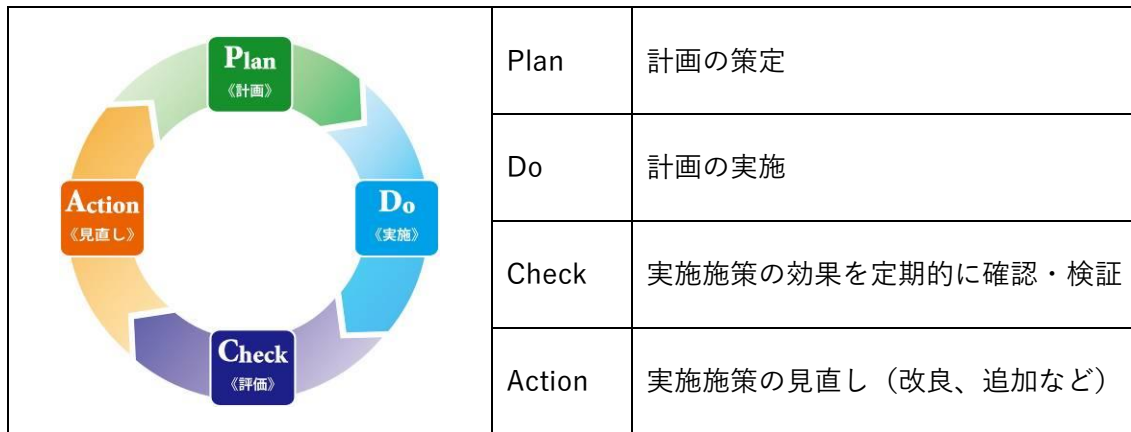 Plan
《計画》
Do
《実施》
Check
《評価》
Action
《見直し》
Plan 計画の策定
Do 計画の実施
Check 実施施策の効果を定期的に確認・検証
Action 実施施策の見直し（改良、追加など）